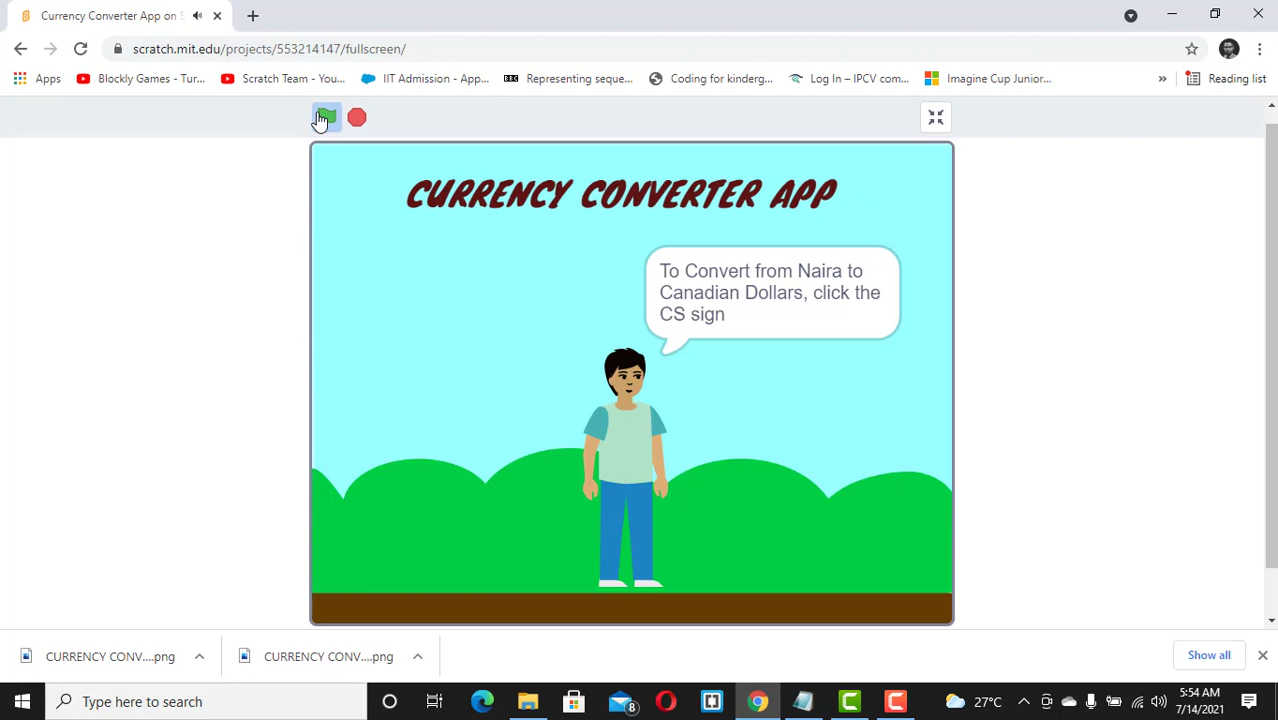 Currency Converter App on S
scratch.mit.edu/projects/553214147/fullscreen/
Apps
Blockly Games - Tur...
Scratch Team - You...
IIT Admission - App...
Representing seque...
Coding for kinderg...
Log In – IPCV com...
Imagine Cup Junior...
»
Reading list
CURRENCY CONVERTER APP
To Convert from Naira to
Canadian Dollars, click the
CS sign
CURRENCY CONV....png
CURRENCY CONV....png
Show all
Type here to search
8
27°C
5:54 AM
7/14/2021